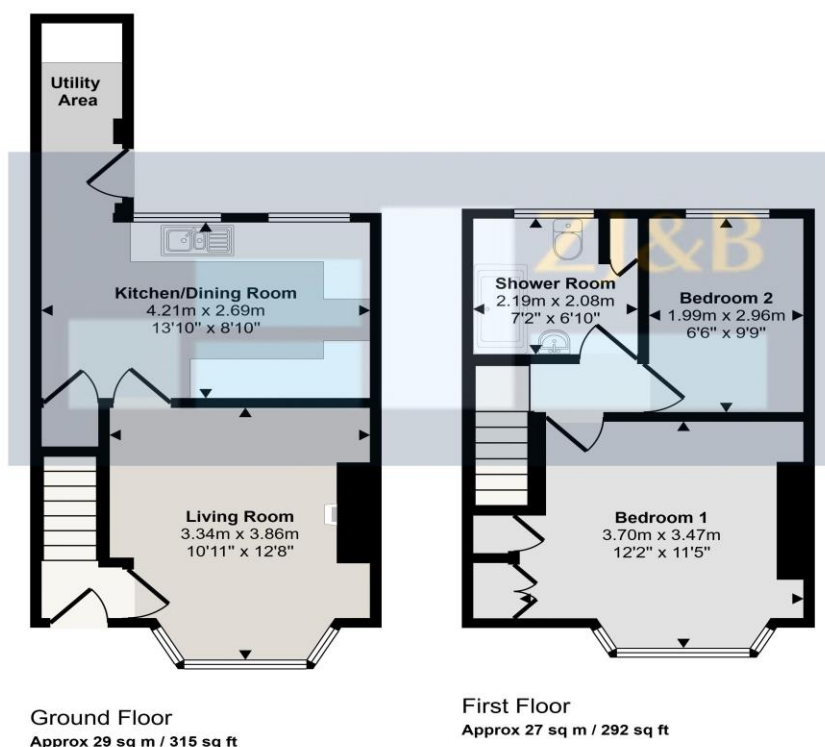 Utility
Area
Kitchen/Dining Room
4.21m x 2.69m
13'10" x 8'10"
Living Room
3.34m x 3.86m
10'11" x 12'8"
Ground Floor
Approx 29 sq m / 315 sq ft
Shower Room
2.19m x 2.08m
7'2" x 6'10"
Bedroom 2
1.99m x 2.96m
6'6" x 9'9"
Bedroom 1
3.70m x 3.47m
12'2" x 11'5"
First Floor
Approx 27 sq m / 292 sq ft